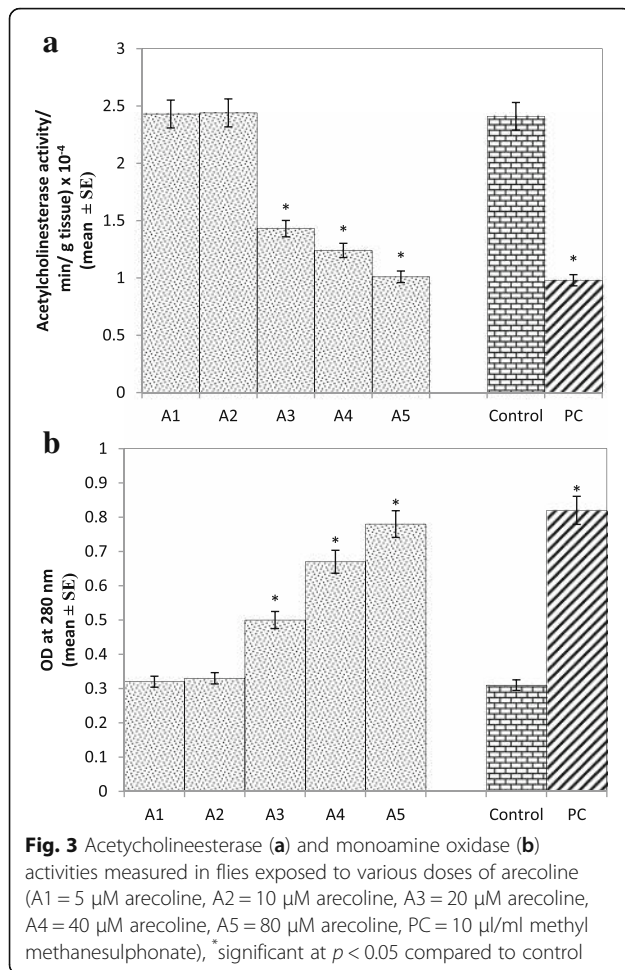 a
Acetylcholinesterase activity/
min/ g tissue) x 10-4
(mean ± SE)
3
2.5
2
1.5
1
0.5
0
*
*
*
*
A1 A2 A3 A4 A5 Control PC
b
OD at 280 nm
(mean ± SE)
1
0.9
0.8
0.7
0.6
0.5
0.4
0.3
0.2
0.1
0
*
*
*
*
A1 A2 A3 A4 A5 Control PC
Fig. 3 Acetycholineesterase (a) and monoamine oxidase (b)
activities measured in flies exposed to various doses of arecoline
(A1 = 5 μM arecoline, A2 = 10 μM arecoline, A3 = 20 μM arecoline,
A4 = 40 μM arecoline, A5 = 80 μM arecoline, PC = 10 μl/ml methyl
methanesulphonate), *significant at p < 0.05 compared to control